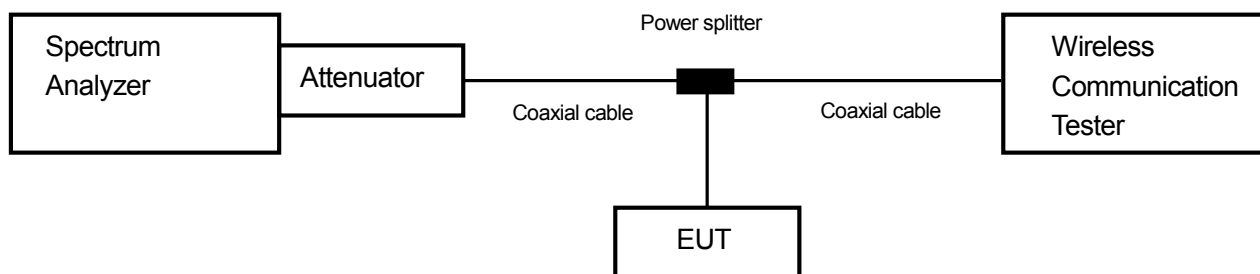 Power splitter
Spectrum
Analyzer
Attenuator
Wireless
Communication
Tester
Coaxial cable
Coaxial cable
EUT